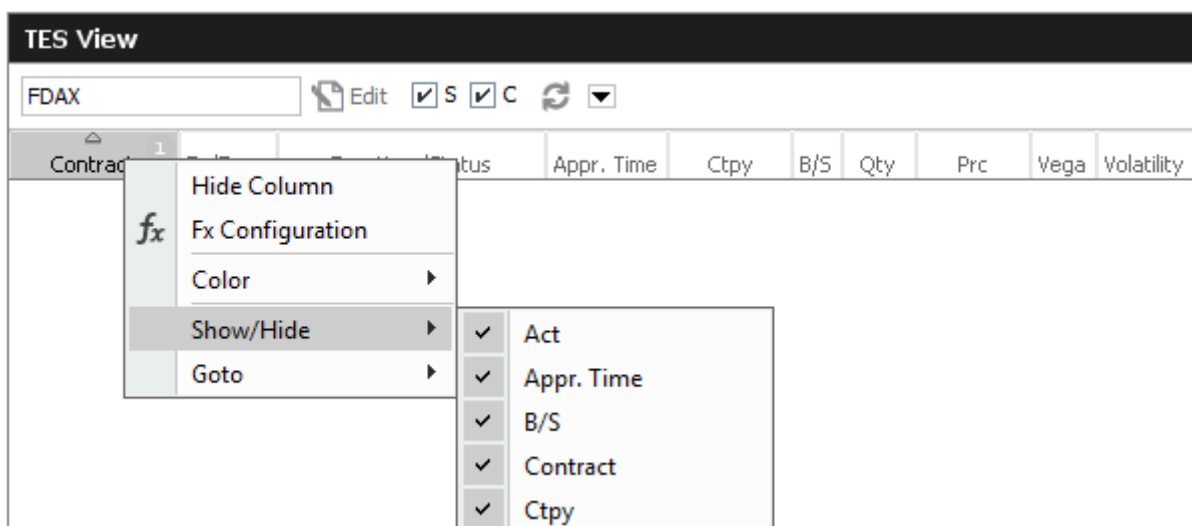 TES View
FDAX Edit S C
1
Contract Appr. Time Ctpy B/S Qty Prc Vega Volatility
Hide Column
fx Fx Configuration
Color
Show/Hide
Goto
Act
Appr. Time
B/S
Contract
Ctpy